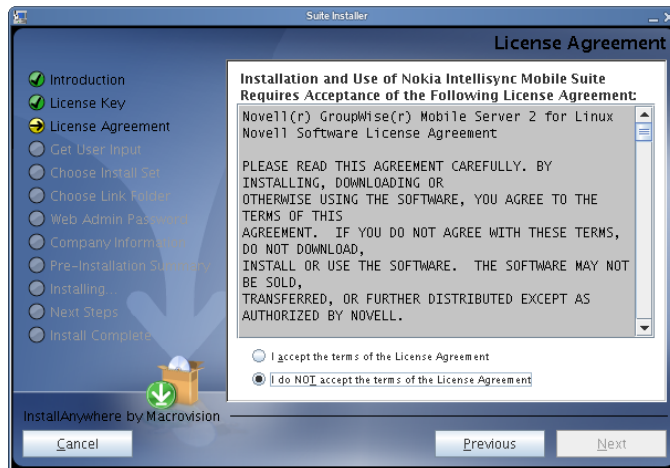 Suite Installer
License Agreement
Introduction
License Key
License Agreement
Get User Input
Choose Install Set
Choose Link Folder
Web Admin Password
Company Information
Pre-Installation Summary
Installing...
Next Steps
Install Complete
Installation and Use of Nokia Intellisync Mobile Suite
Requires Acceptance of the Following License Agreement:
Novell(r) GroupWise(r) Mobile Server 2 for Linux
Novell Software License Agreement
PLEASE READ THIS AGREEMENT CAREFULLY. BY
INSTALLING, DOWNLOADING OR
OTHERWISE USING THE SOFTWARE, YOU AGREE TO THE
TERMS OF THIS
AGREEMENT. IF YOU DO NOT AGREE WITH THESE TERMS,
DO NOT DOWNLOAD,
INSTALL OR USE THE SOFTWARE. THE SOFTWARE MAY NOT
BE SOLD,
TRANSFERRED, OR FURTHER DISTRIBUTED EXCEPT AS
AUTHORIZED BY NOVELL.
I accept the terms of the License Agreement
I do NOT accept the terms of the License Agreement
InstallAnywhere by Macrovision
Cancel
Previous
Next